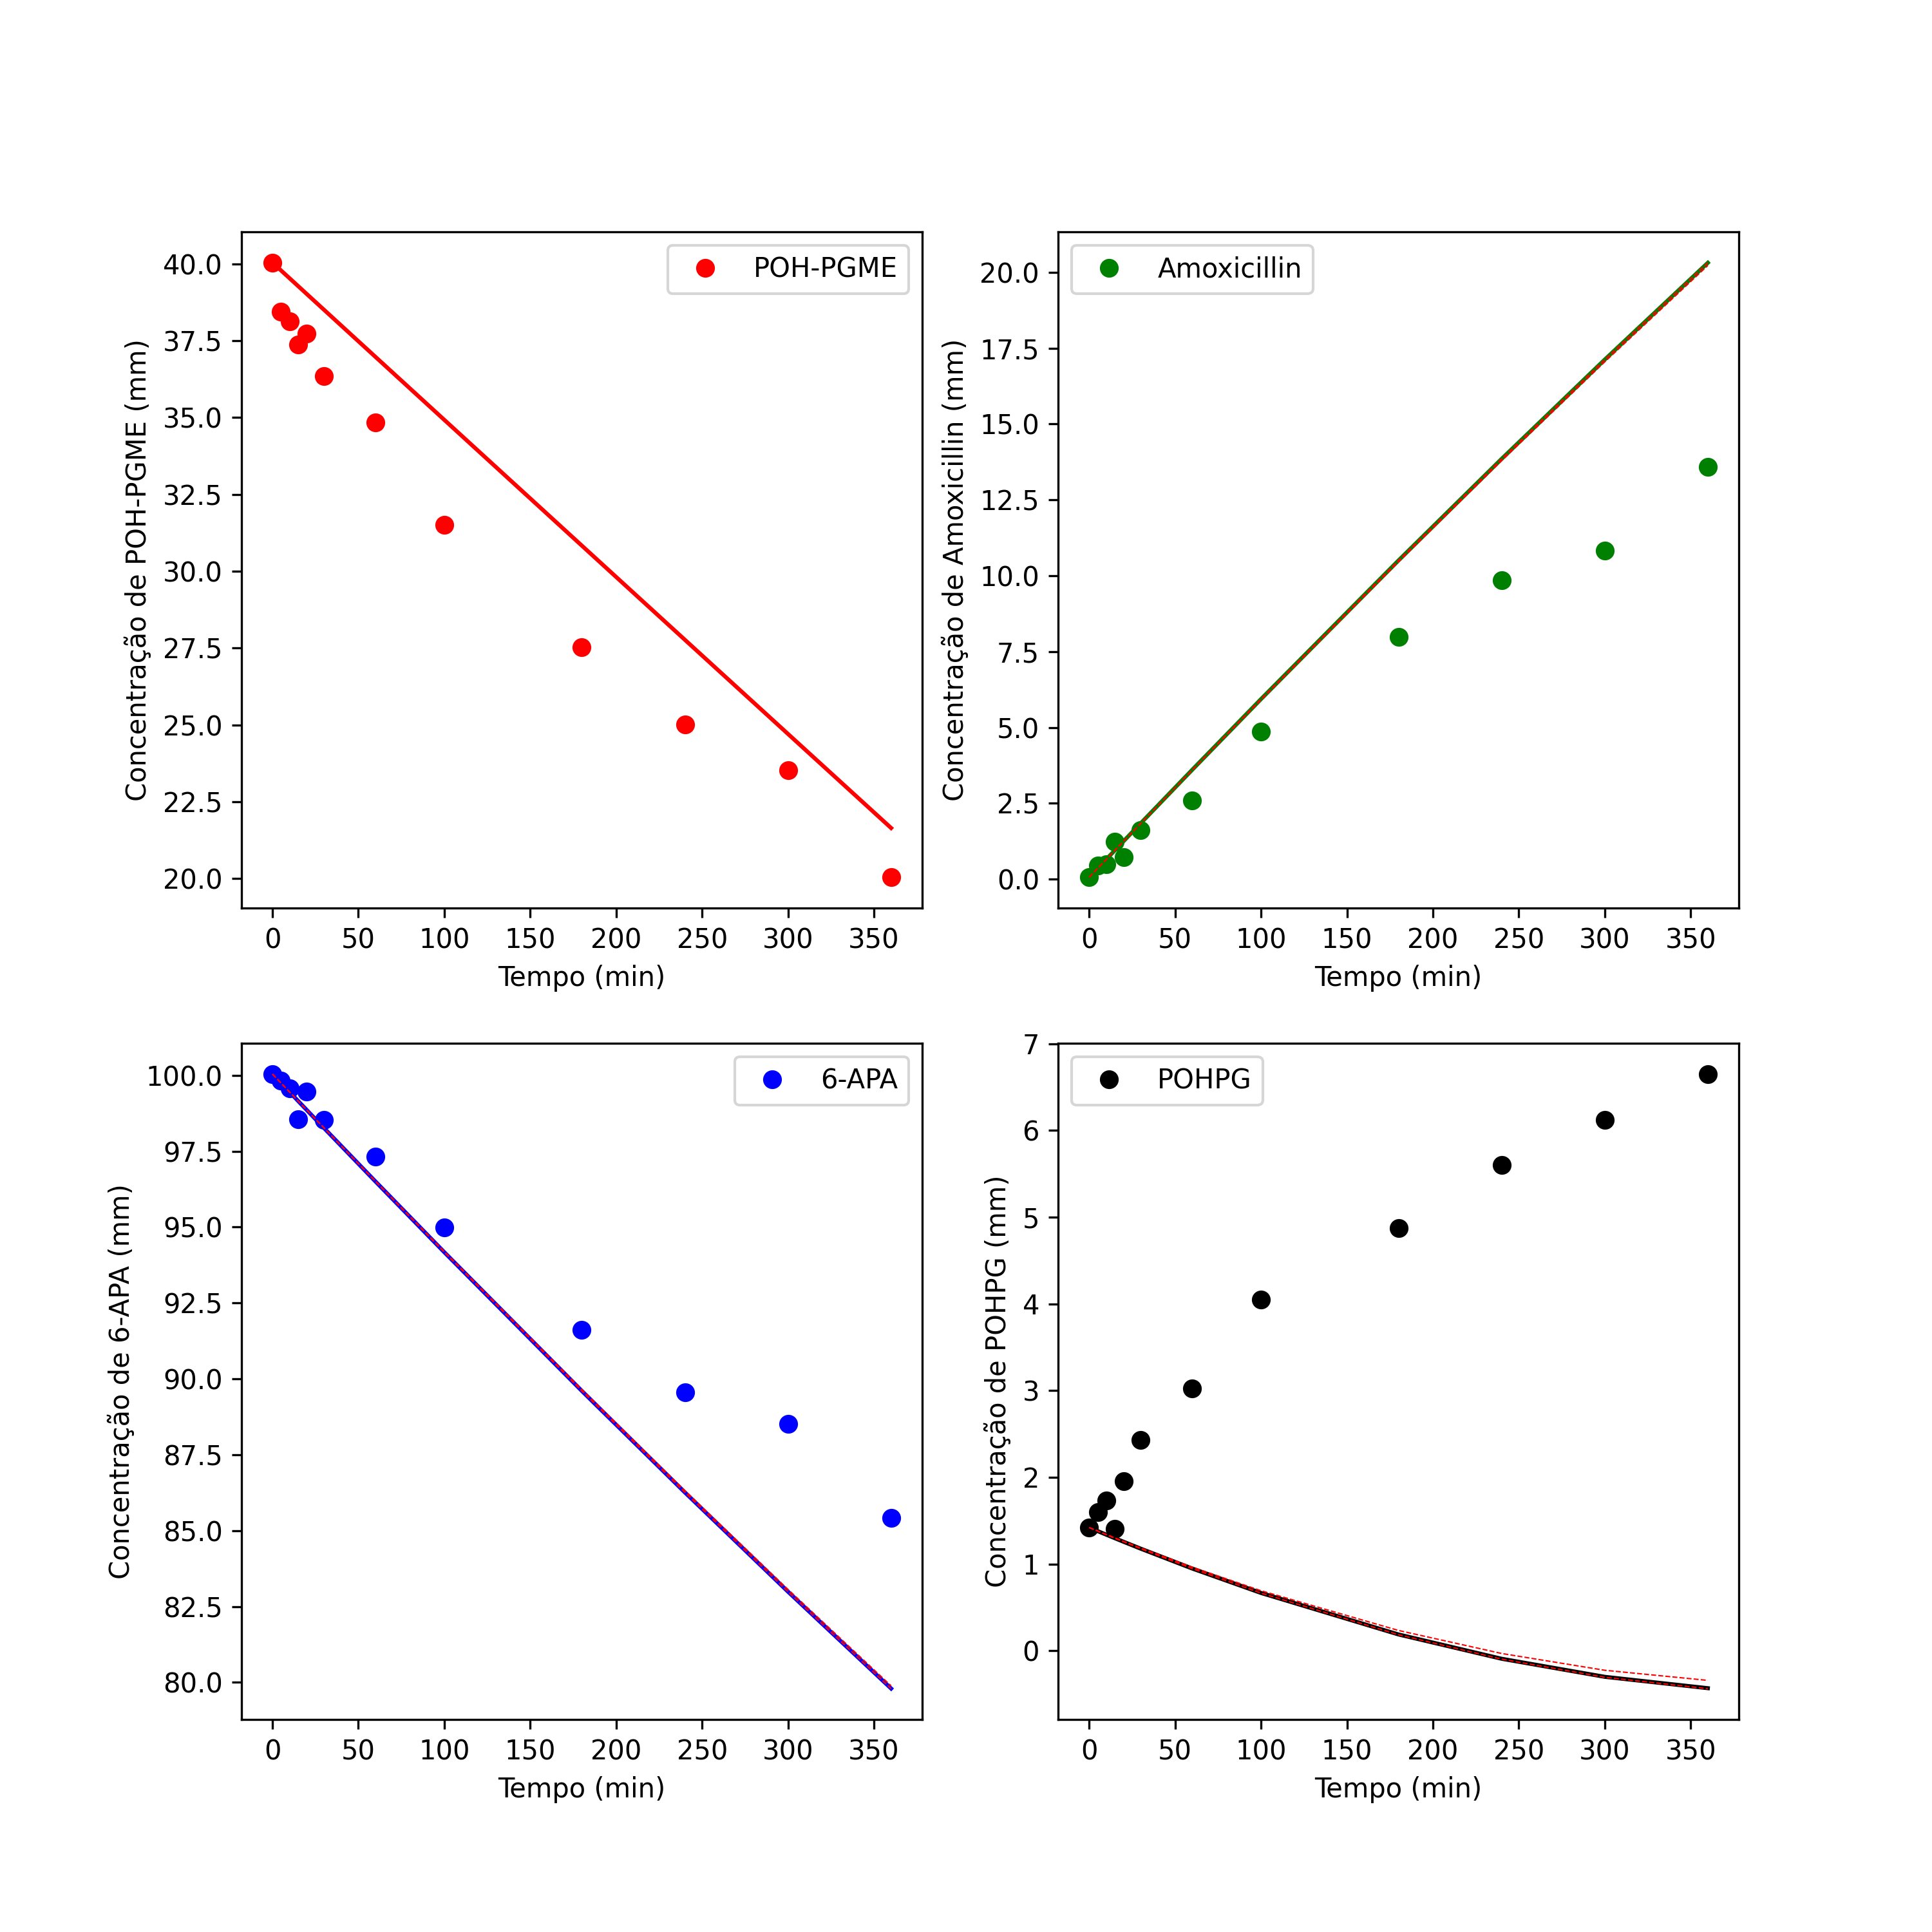 POH-PGME
40.0
37.5
35.0
32.5
30.0
27.5
25.0
22.5
20.0
Concentração de POH-PGME (mm)
0 50 100 150 200 250 300 350
Tempo (min)
Amoxicillin
20.0
17.5
15.0
12.5
10.0
7.5
5.0
2.5
0.0
Concentração de Amoxicillin (mm)
0 50 100 150 200 250 300 350
Tempo (min)
6-APA
100.0
97.5
95.0
92.5
90.0
87.5
85.0
82.5
80.0
Concentração de 6-APA (mm)
0 50 100 150 200 250 300 350
Tempo (min)
POHPG
7
6
5
4
3
2
1
0
Concentração de POHPG (mm)
0 50 100 150 200 250 300 350
Tempo (min)